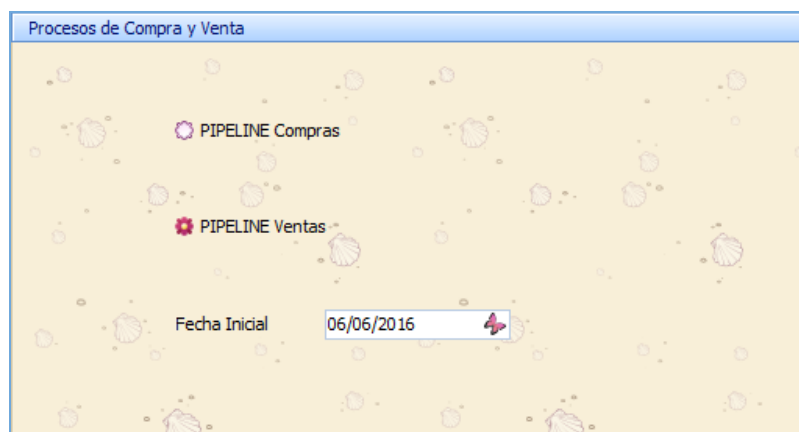 Procesos de Compra y Venta
PIPELINE Compras
PIPELINE Ventas
Fecha Inicial 06/06/2016